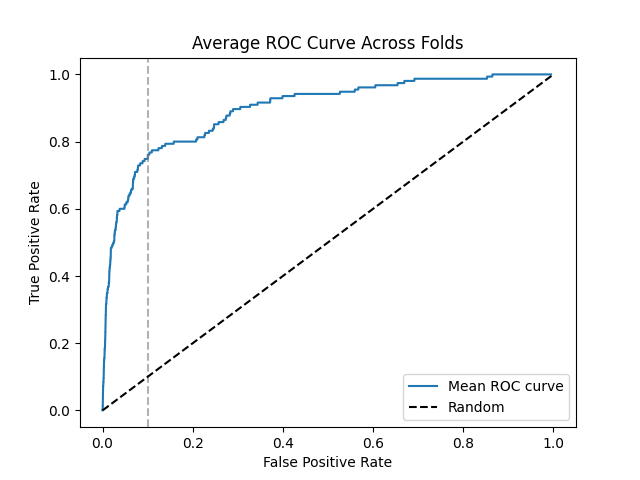 Average ROC Curve Across Folds
True Positive Rate
1.0
0.8
0.6
0.4
0.2
0.0
0.0 0.2 0.4 0.6 0.8 1.0
False Positive Rate
Mean ROC curve
Random